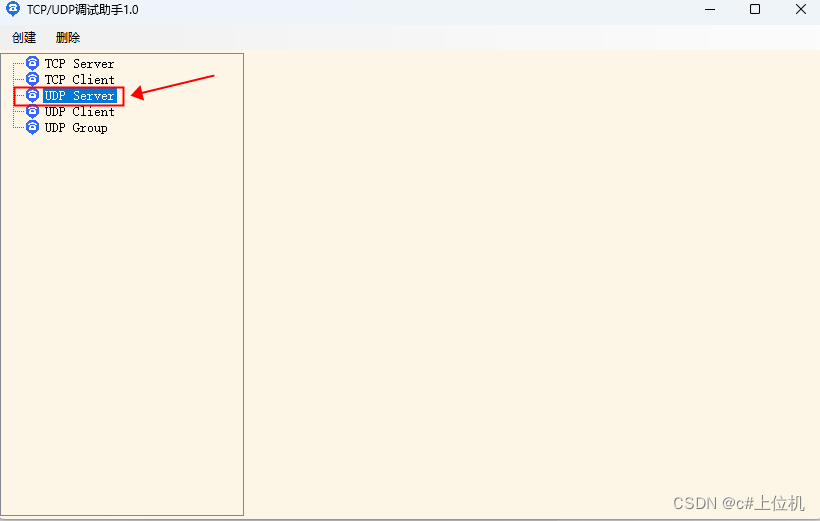 TCP/UDP调试助手1.0
创建 删除
TCP Server
TCP Client
UDP Server
UDP Client
UDP Group
CSDN @c#上位机